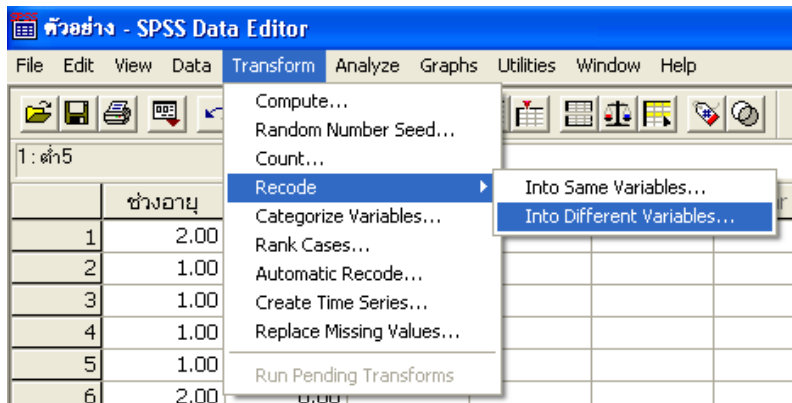 ตัวอย่าง - SPSS Data Editor
File Edit View Data Transform Analyze Graphs Utilities Window Help
Compute...
Random Number Seed...
Count...
Recode
Categorize Variables...
Rank Cases...
Automatic Recode...
Create Time Series...
Replace Missing Values...
Run Pending Transforms
Into Same Variables...
Into Different Variables...
1 : ต่ำ5
ช่วงอายุ
1 2.00
2 1.00
3 1.00
4 1.00
5 1.00
6 2.00 0.00